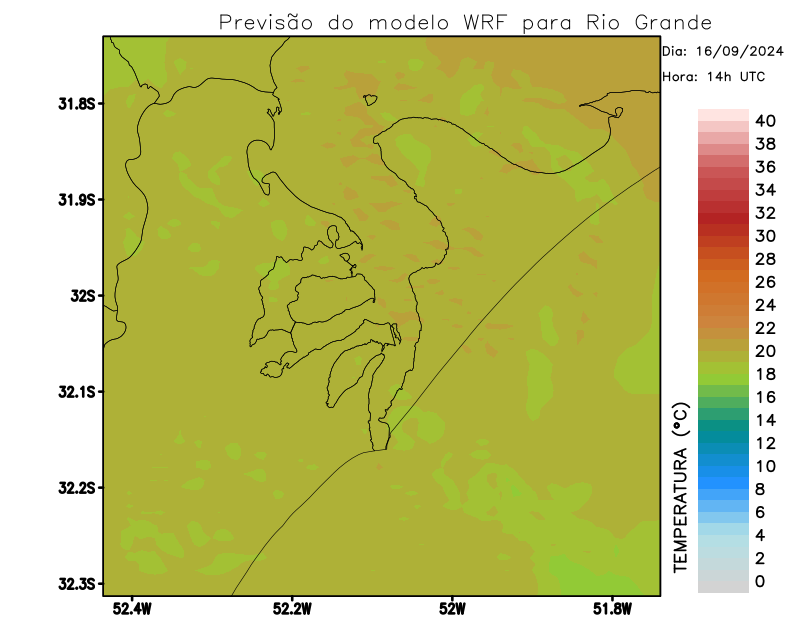 Previsão do modelo WRF para Rio Grande
Dia: 16/09/2024
Hora: 14h UTC
31.8S
31.9S
32S
32.1S
32.2S
32.3S
52.4W
52.2W
52W
51.8W
TEMPERATURA (°C)
40
38
36
34
32
30
28
26
24
22
20
18
16
14
12
10
8
6
4
2
0